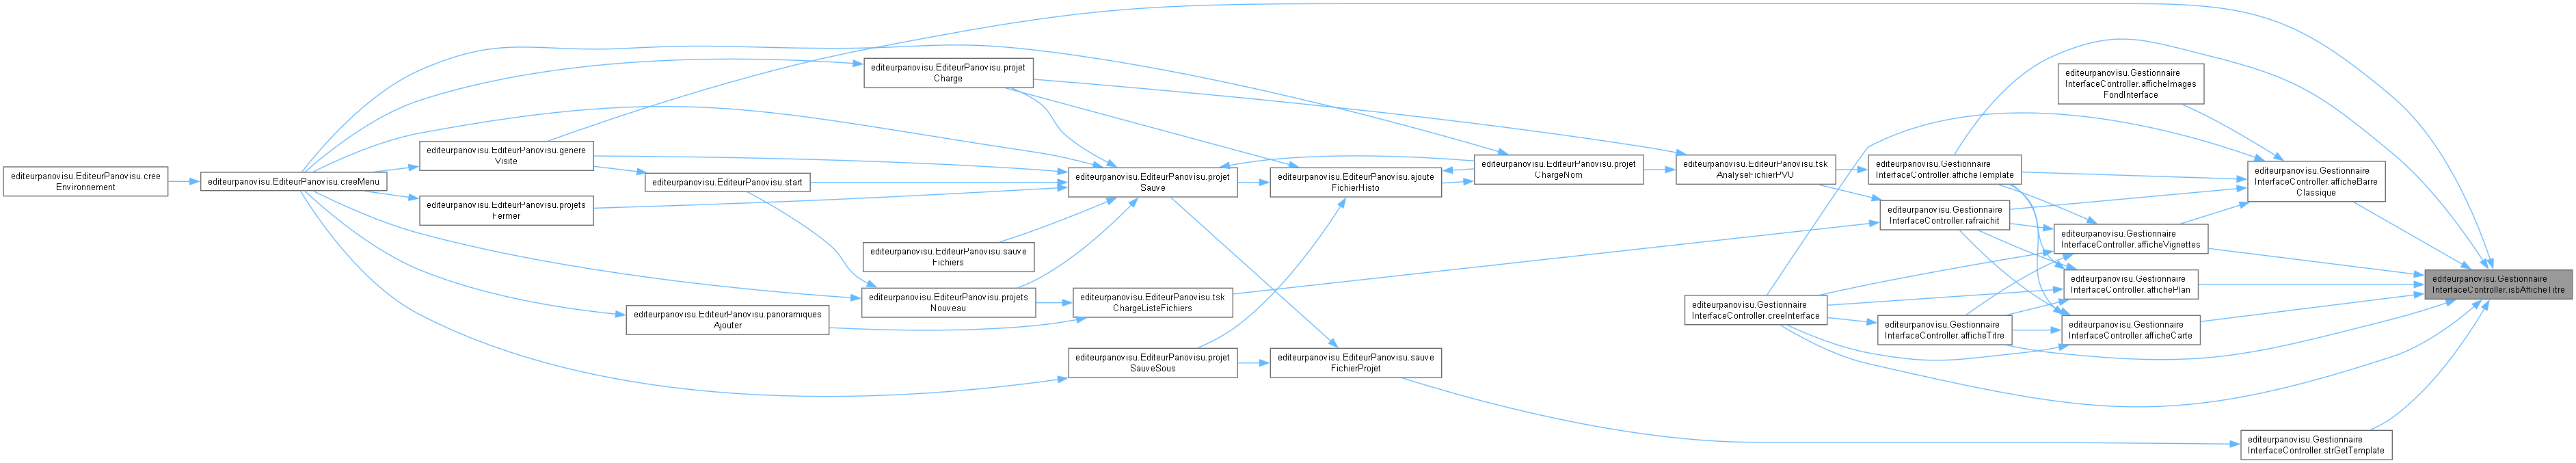 editeurpanovisu.EditeurPanovisu.cree
Environnement
editeurpanovisu.EditeurPanovisu.creeMenu
editeurpanovisu.EditeurPanovisu.genere
Visite
editeurpanovisu.EditeurPanovisu.projets
Fermer
editeurpanovisu.EditeurPanovisu.start
editeurpanovisu.EditeurPanovisu.panoramiques
Ajouter
editeurpanovisu.EditeurPanovisu.projet
Charge
editeurpanovisu.EditeurPanovisu.sauve
Fichiers
editeurpanovisu.EditeurPanovisu.projets
Nouveau
editeurpanovisu.EditeurPanovisu.projet
Sauve
editeurpanovisu.EditeurPanovisu.tsk
ChargeListeFichiers
editeurpanovisu.EditeurPanovisu.projet
SauveSous
editeurpanovisu.EditeurPanovisu.ajoute
FichierHisto
editeurpanovisu.EditeurPanovisu.sauve
FichierProjet
editeurpanovisu.EditeurPanovisu.projet
ChargeNom
editeurpanovisu.EditeurPanovisu.tsk
AnalyseFichierPVU
editeurpanovisu.Gestionnaire
InterfaceController.creeInterface
editeurpanovisu.Gestionnaire
InterfaceController.afficheTemplate
editeurpanovisu.Gestionnaire
InterfaceController.rafraichit
editeurpanovisu.Gestionnaire
InterfaceController.afficheTitre
editeurpanovisu.Gestionnaire
InterfaceController.afficheImages
FondInterface
editeurpanovisu.Gestionnaire
InterfaceController.afficheVignettes
editeurpanovisu.Gestionnaire
InterfaceController.affichePlan
editeurpanovisu.Gestionnaire
InterfaceController.afficheCarte
editeurpanovisu.Gestionnaire
InterfaceController.afficheBarre
Classique
editeurpanovisu.Gestionnaire
InterfaceController.strGetTemplate
editeurpanovisu.Gestionnaire
InterfaceController.isbAfficheTitre